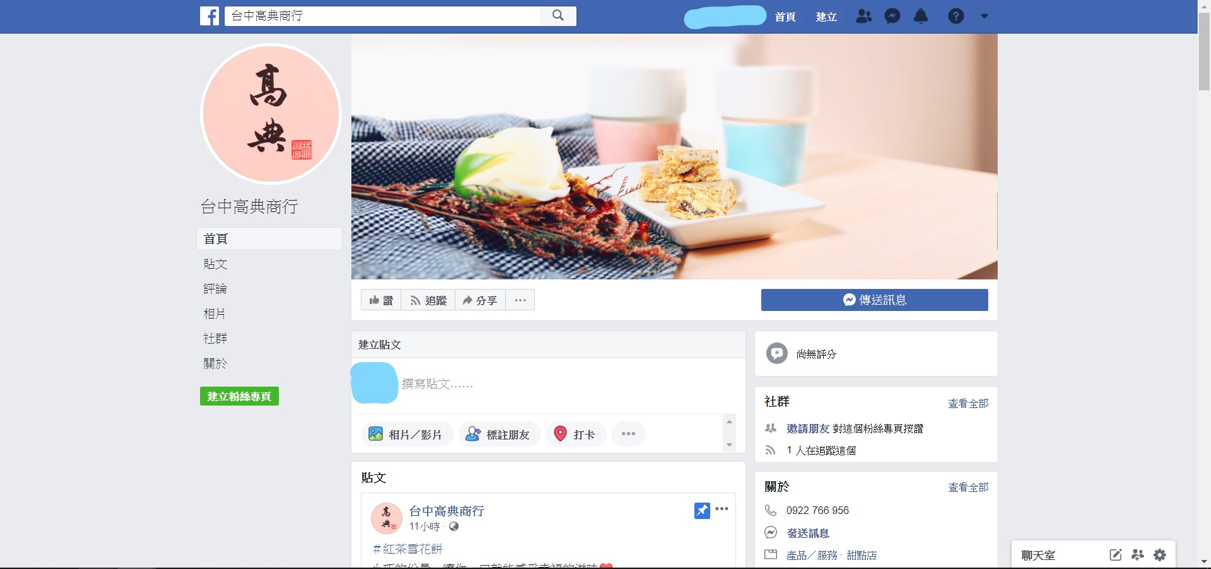 台中高典商行
首頁
建立
高
典
台中高典商行
首頁
貼文
評論
相片
社群
關於
建立粉絲專頁
讚 追蹤 分享 ...
傳送訊息
建立貼文
撰寫貼文......
相片／影片 標註朋友 打卡 ...
貼文
高典
台中高典商行
11小時
#紅茶雪花餅
尚無評分
社群
查看全部
邀請朋友 對這個粉絲專頁按讚
1 人在追蹤這個
關於
查看全部
0922 766 956
發送訊息
產品／服務 · 甜點店
聊天室